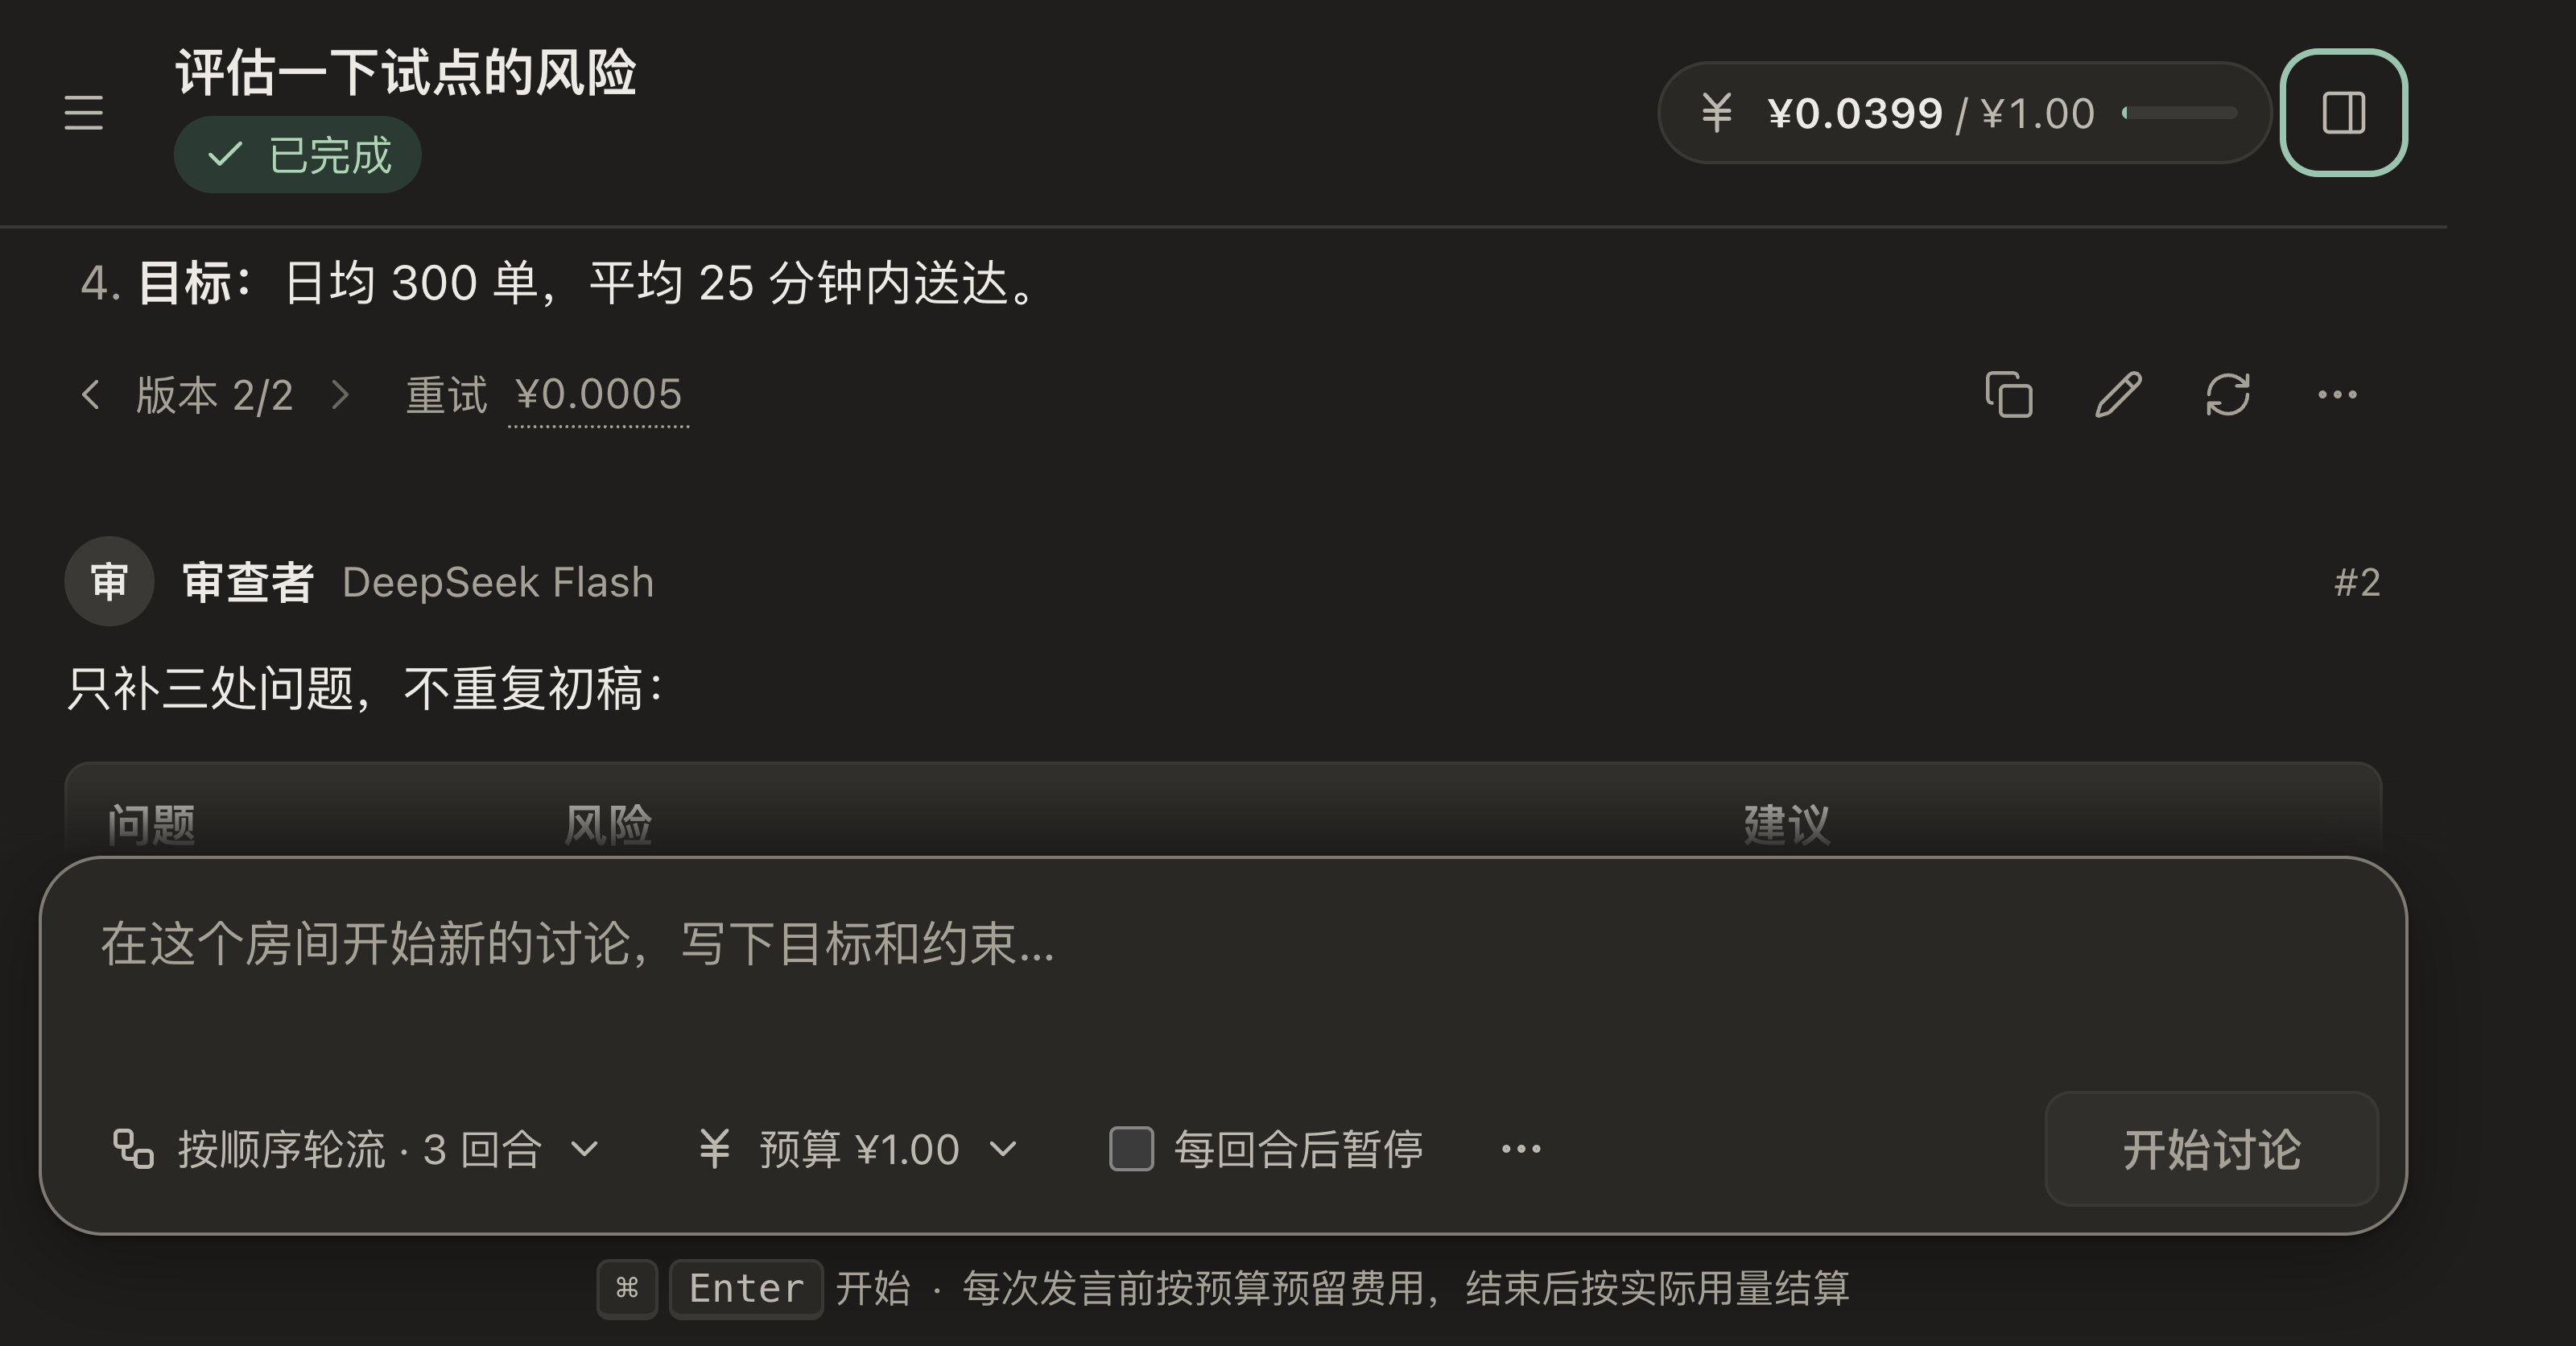 评估一下试点的风险
已完成
¥0.0399 / ¥1.00
4. 目标：日均 300 单，平均 25 分钟内送达。
版本 2/2 重试 ¥0.0005
审 审查者 DeepSeek Flash #2
只补三处问题，不重复初稿：
问题 风险 建议
在这个房间开始新的讨论，写下目标和约束...
按顺序轮流 · 3 回合 ¥ 预算 ¥1.00 每回合后暂停 ··· 开始讨论
⌘ Enter 开始 · 每次发言前按预算预留费用，结束后按实际用量结算